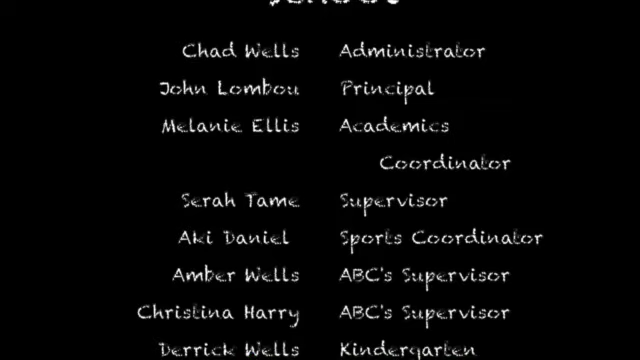 Chad Wells Administrator
John Lombou Principal
Melanie Ellis Academics
Coordinator
Serah Tame Supervisor
Aki Daniel Sports Coordinator
Amber Wells ABC's Supervisor
Christina Harry ABC's Supervisor
Derrick Wells Kindergarten